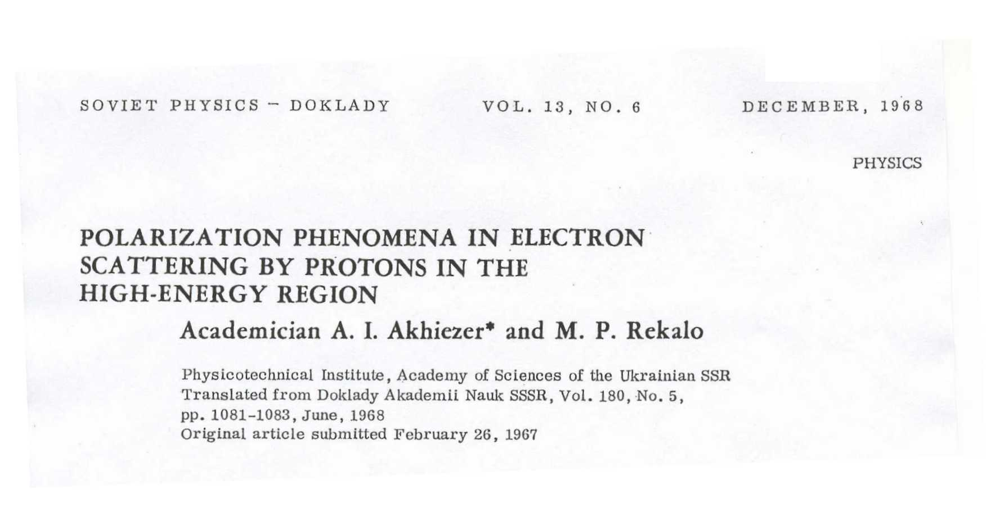 SOVIET PHYSICS - DOKLADY VOL. 13, NO. 6 DECEMBER, 1968
PHYSICS
POLARIZATION PHENOMENA IN ELECTRON
SCATTERING BY PROTONS IN THE
HIGH-ENERGY REGION
Academician A. I. Akhiezer* and M. P. Rekalo
Physicotechnical Institute, Academy of Sciences of the Ukrainian SSR
Translated from Doklady Akademii Nauk SSSR, Vol. 180, No. 5,
pp. 1081-1083, June, 1968
Original article submitted February 26, 1967